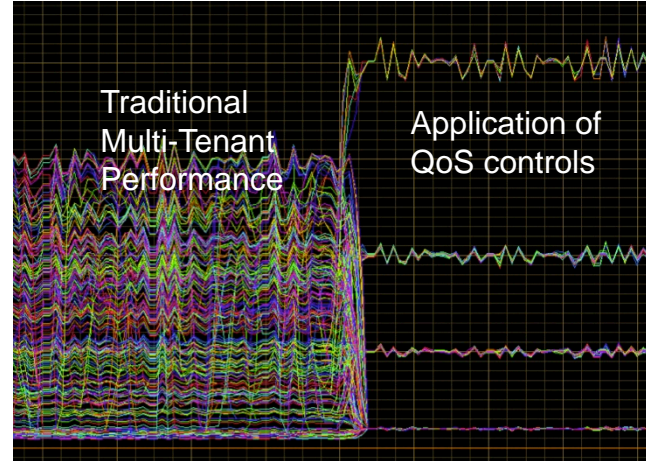 Traditional
Multi-Tenant
Performance
Application of
QoS controls